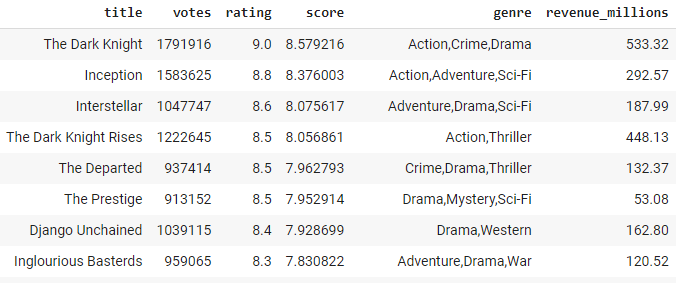 title votes rating score genre revenue_millions
The Dark Knight 1791916 9.0 8.579216 Action,Crime,Drama 533.32
Inception 1583625 8.8 8.376003 Action,Adventure,Sci-Fi 292.57
Interstellar 1047747 8.6 8.075617 Adventure,Drama,Sci-Fi 187.99
The Dark Knight Rises 1222645 8.5 8.056861 Action,Thriller 448.13
The Departed 937414 8.5 7.962793 Crime,Drama,Thriller 132.37
The Prestige 913152 8.5 7.952914 Drama,Mystery,Sci-Fi 53.08
Django Unchained 1039115 8.4 7.928699 Drama,Western 162.80
Inglourious Basterds 959065 8.3 7.830822 Adventure,Drama,War 120.52